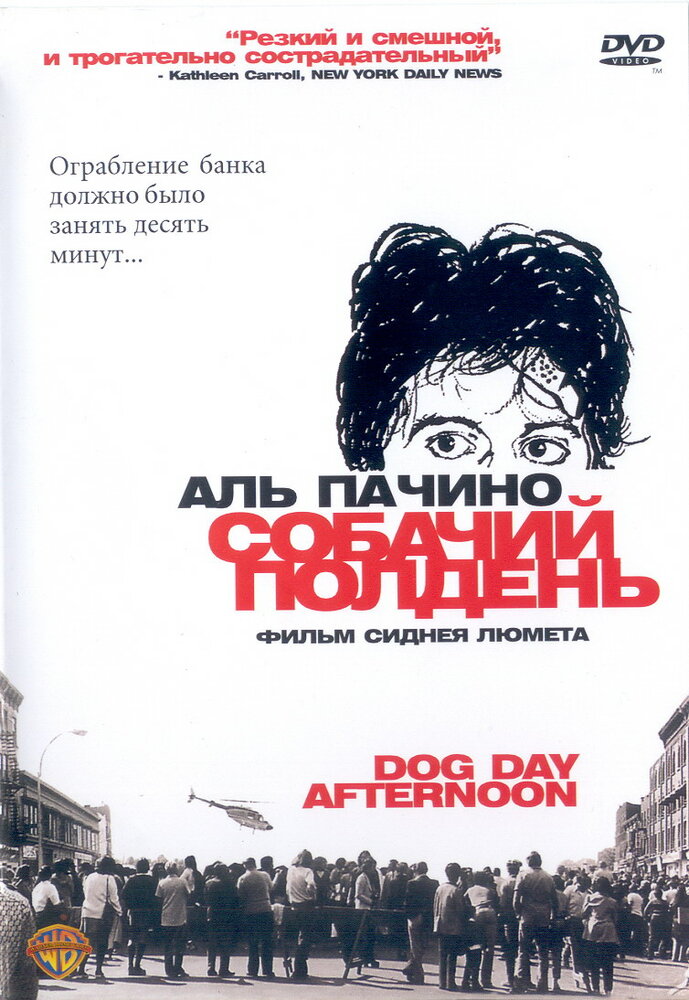 “Резкий и смешной,
и трогательно сострадательный”
- Kathleen Carroll, NEW YORK DAILY NEWS
DVD
VIDEO
TM
Ограбление банка
должно было
занять десять
минут...
АЛЬ ПАЧИНО
СОБАЧИЙ
ПОЛДЕНЬ
ФИЛЬМ СИДНЕЯ ЛЮМЕТА
DOG DAY
AFTERNOON